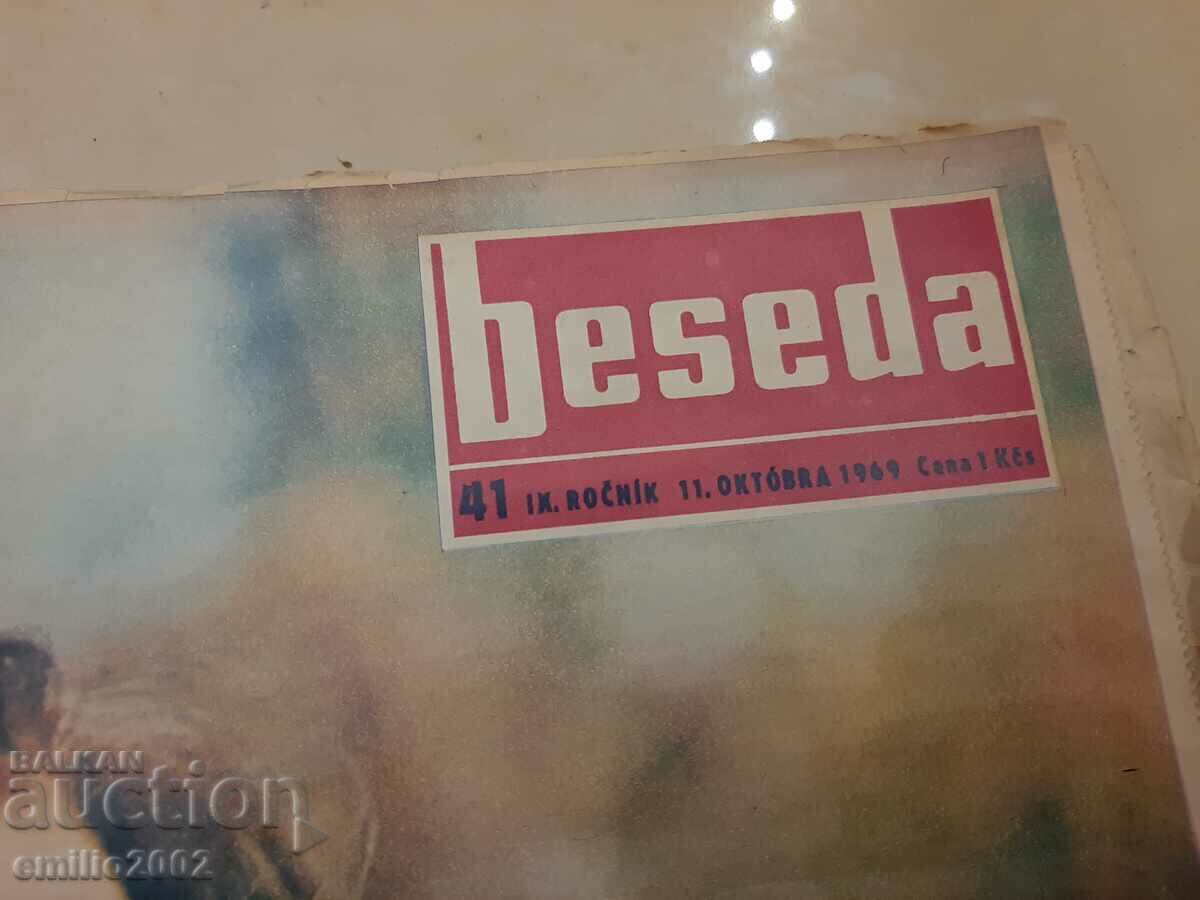 beseda
41 IX. ROČNÍK 11. OKTÓBRA 1969 Cena 1 Kčs
BALKAN
auction
emilio2002